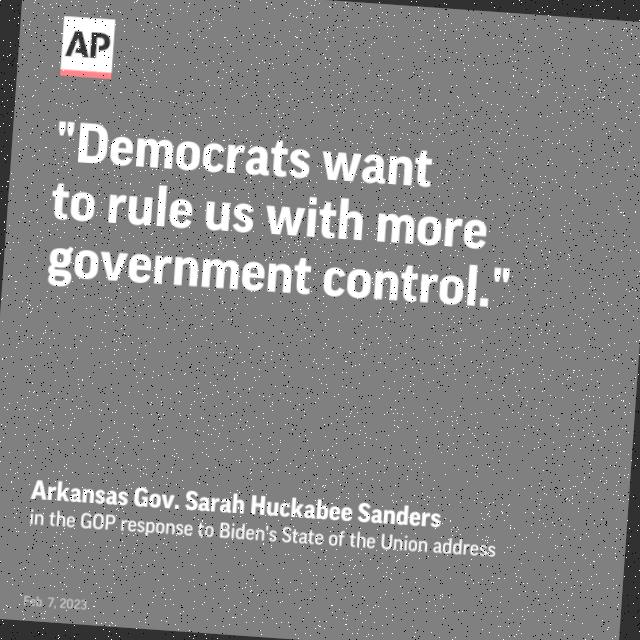 AP
"Democrats want
to rule us with more
government control."
Arkansas Gov. Sarah Huckabee Sanders
in the GOP response to Biden's State of the Union address
Feb. 7, 2023